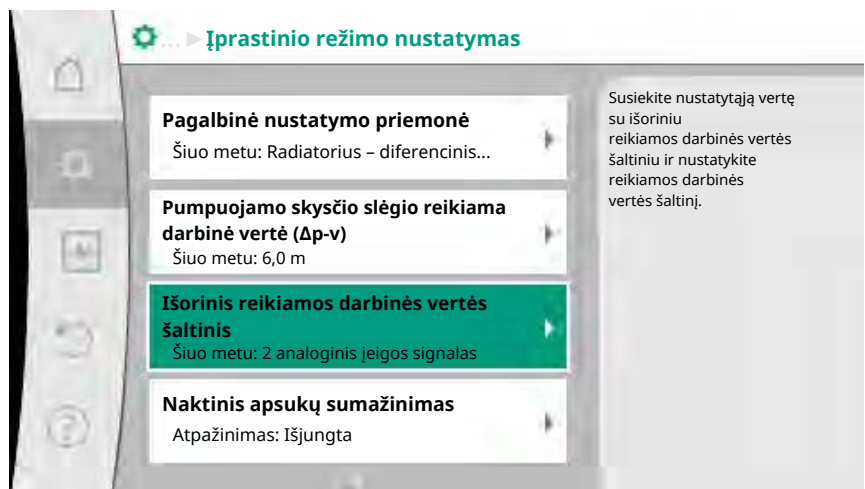 ... Įprastinio režimo nustatymas
Pagalbinė nustatymo priemonė
Šiuo metu: Radiatorius – diferencinis...
Pumpuojamo skysčio slėgio reikiama
darbinė vertė (Δp-v)
Šiuo metu: 6,0 m
Išorinis reikiamos darbinės vertės
šaltinis
Šiuo metu: 2 analoginis įeigos signalas
Naktinis apsukų sumažinimas
Atpažinimas: Išjungta
Susiekite nustatytąją vertę
su išoriniu
reikiamos darbinės vertės
šaltiniu ir nustatykite
reikiamos darbinės
vertės šaltinį.